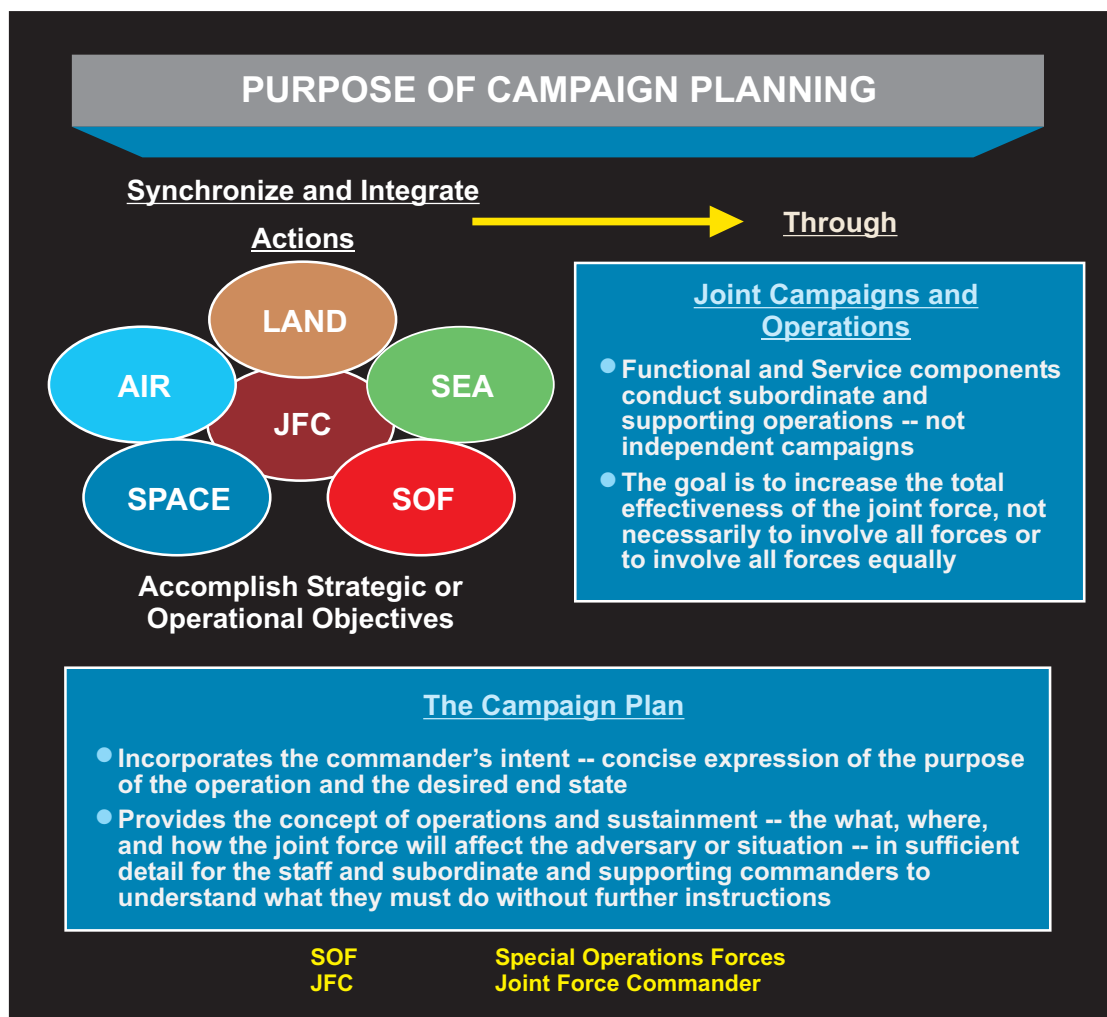 PURPOSE OF CAMPAIGN PLANNING
Synchronize and Integrate
Actions
LAND
AIR
SEA
JFC
SPACE
SOF
Accomplish Strategic or
Operational Objectives
Through
Joint Campaigns and
Operations
● Functional and Service components
conduct subordinate and
supporting operations -- not
independent campaigns
● The goal is to increase the total
effectiveness of the joint force, not
necessarily to involve all forces or
to involve all forces equally
The Campaign Plan
● Incorporates the commander’s intent -- concise expression of the purpose
of the operation and the desired end state
● Provides the concept of operations and sustainment -- the what, where,
and how the joint force will affect the adversary or situation -- in sufficient
detail for the staff and subordinate and supporting commanders to
understand what they must do without further instructions
SOF Special Operations Forces
JFC Joint Force Commander